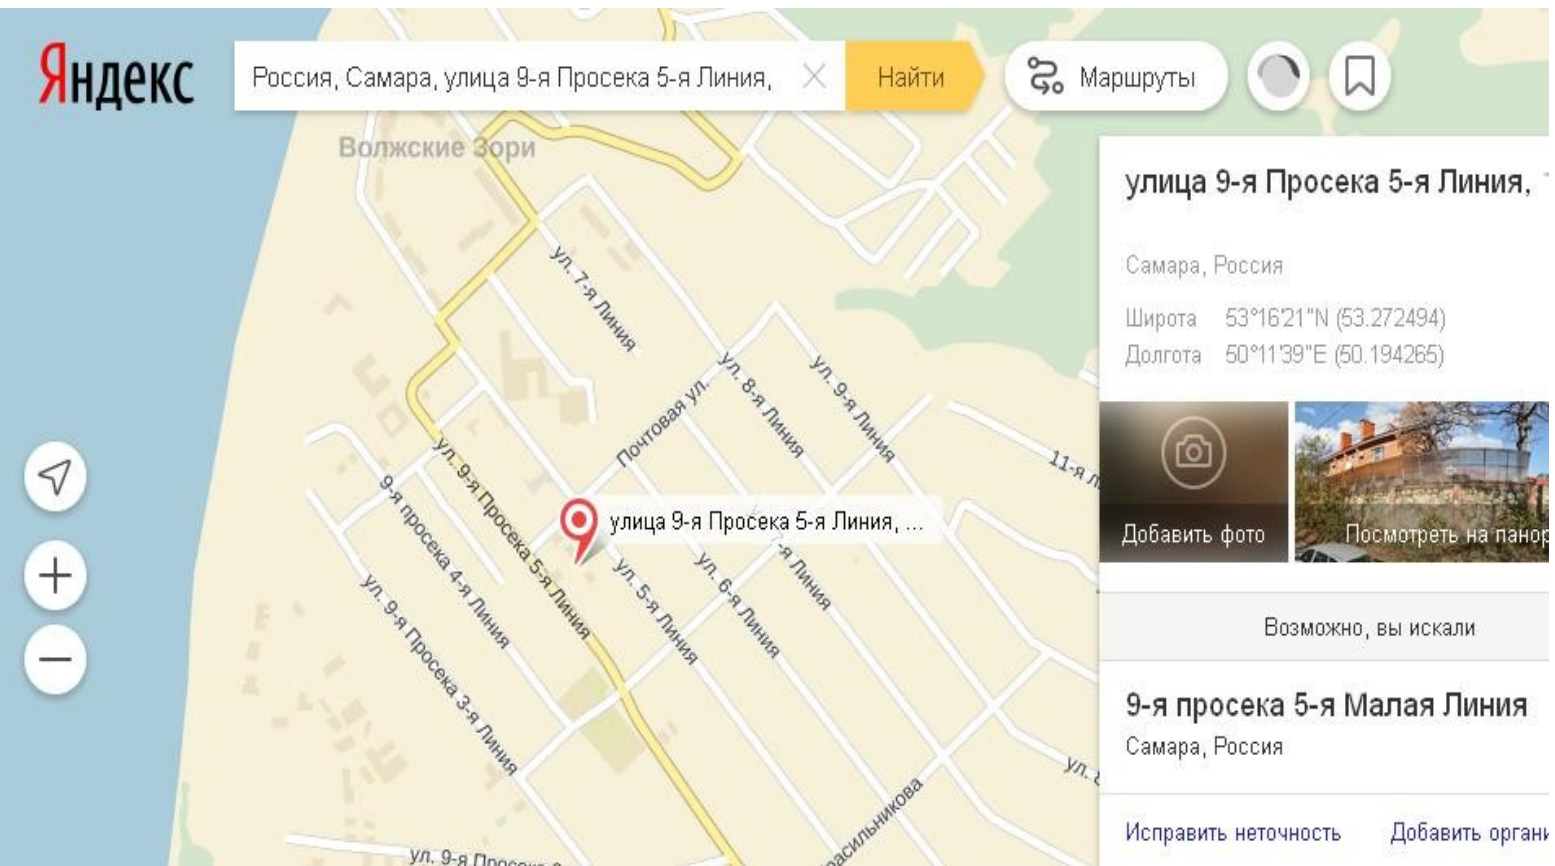 Яндекс
Россия, Самара, улица 9-я Просека 5-я Линия,
Найти
Маршруты
Волжские Зори
улица 9-я Просека 5-я Линия,
Самара, Россия
Широта 53°16'21"N (53.272494)
Долгота 50°11'39"E (50.194265)
Добавить фото
Посмотреть на панор
Возможно, вы искали
9-я просека 5-я Малая Линия
Самара, Россия
Исправить неточность
Добавить органи
ул. 7-я Линия
ул. 8-я Линия
ул. 9-я Линия
Почтовая ул.
11-я л
ул. 9-я Просека 5-я Линия
9-я просека 4-я Линия
улица 9-я Просека 5-я Линия, ...
7-я Линия
ул. 5-я Линия
ул. 6-я Линия
ул. 9-я Просека 3-я Линия
ул.
расильникова
ул. 9-я